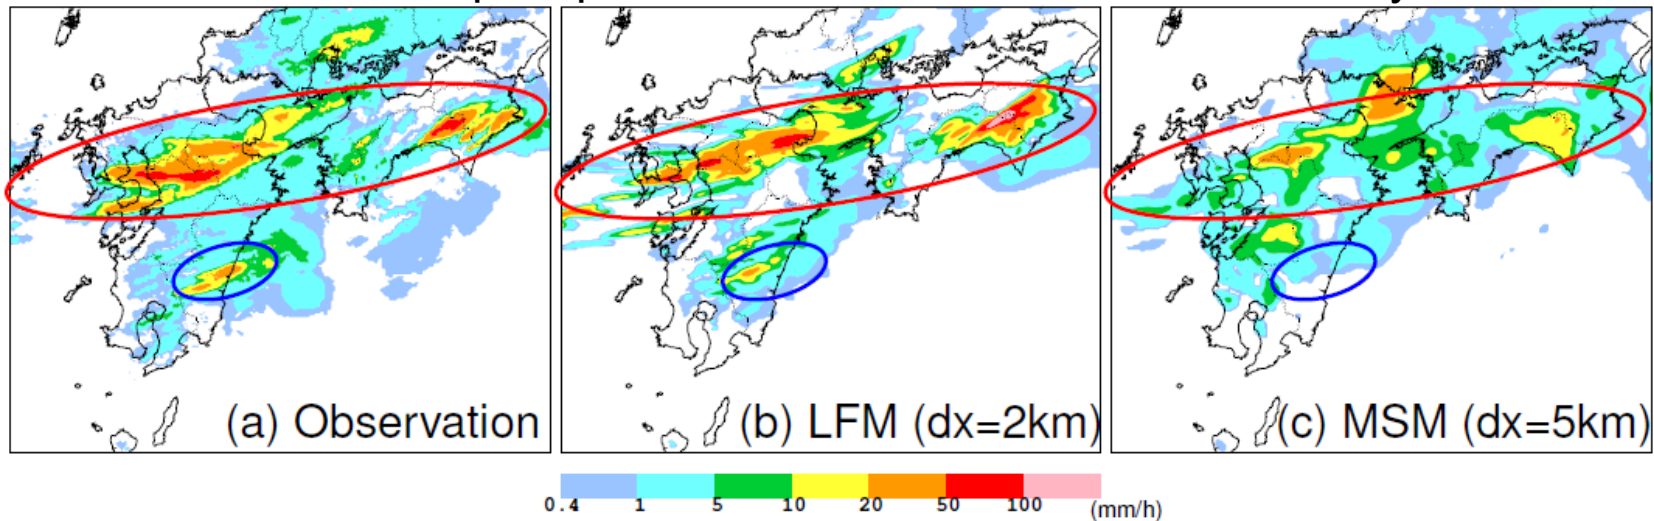 (a) Observation
(b) LFM (dx=2km)
(c) MSM (dx=5km)
0.4 1 5 10 20 50 100 (mm/h)